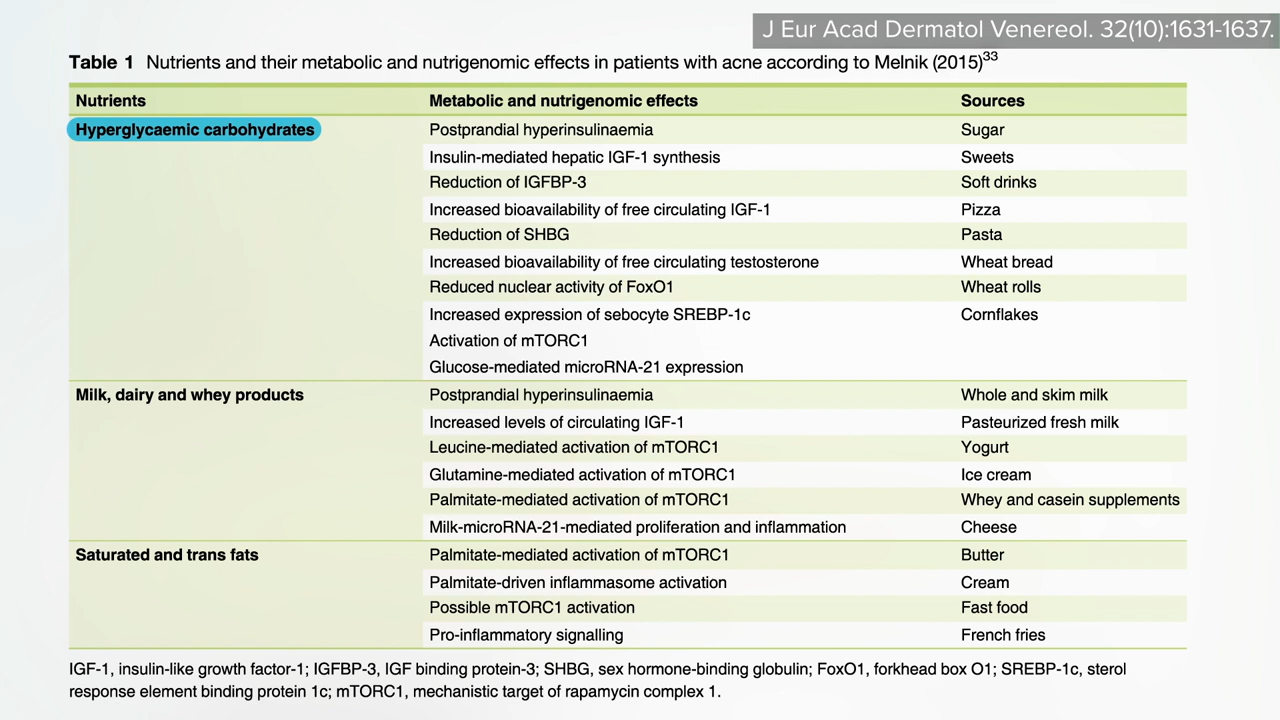 J Eur Acad Dermatol Venereol. 32(10):1631-1637.
Table 1 Nutrients and their metabolic and nutrigenomic effects in patients with acne according to Melnik (2015)33
Nutrients Metabolic and nutrigenomic effects Sources
Hyperglycaemic carbohydrates Postprandial hyperinsulinaemia Sugar
Insulin-mediated hepatic IGF-1 synthesis Sweets
Reduction of IGFBP-3 Soft drinks
Increased bioavailability of free circulating IGF-1 Pizza
Reduction of SHBG Pasta
Increased bioavailability of free circulating testosterone Wheat bread
Reduced nuclear activity of FoxO1 Wheat rolls
Increased expression of sebocyte SREBP-1c Cornflakes
Activation of mTORC1
Glucose-mediated microRNA-21 expression
Milk, dairy and whey products Postprandial hyperinsulinaemia Whole and skim milk
Increased levels of circulating IGF-1 Pasteurized fresh milk
Leucine-mediated activation of mTORC1 Yogurt
Glutamine-mediated activation of mTORC1 Ice cream
Palmitate-mediated activation of mTORC1 Whey and casein supplements
Milk-microRNA-21-mediated proliferation and inflammation Cheese
Saturated and trans fats Palmitate-mediated activation of mTORC1 Butter
Palmitate-driven inflammasome activation Cream
Possible mTORC1 activation Fast food
Pro-inflammatory signalling French fries
IGF-1, insulin-like growth factor-1; IGFBP-3, IGF binding protein-3; SHBG, sex hormone-binding globulin; FoxO1, forkhead box O1; SREBP-1c, sterol
response element binding protein 1c; mTORC1, mechanistic target of rapamycin complex 1.